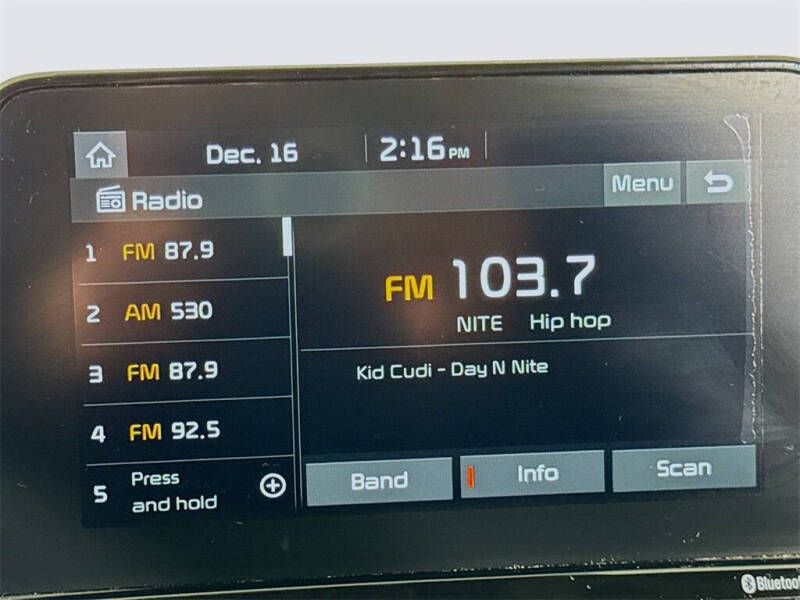 Dec. 16 2:16 PM
Radio Menu
1 FM 87.9
2 AM 530
3 FM 87.9
4 FM 92.5
5 Press and hold
FM 103.7
NITE Hip hop
Kid Cudi - Day N Nite
Band Info Scan